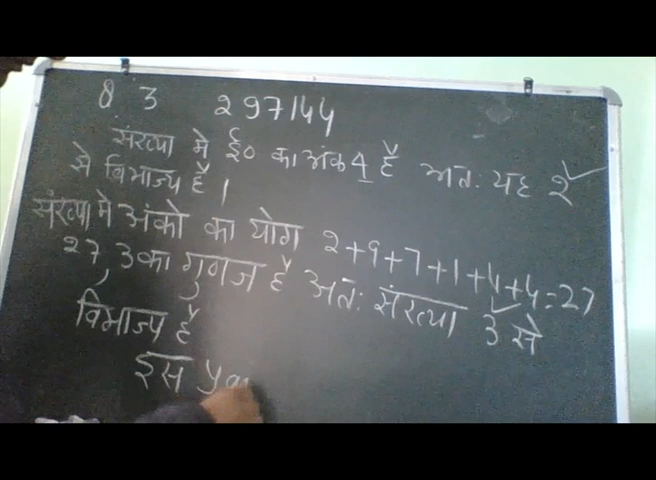 8 3 297144
संख्या मे ई० का अंक 4 है अतः यह 2
से विभाज्य है।
संख्या मे अंको का योग 2+9+7+1+4+4=27
27, 3 का गुणज है अतः संख्या 3 से
विभाज्य है
इस